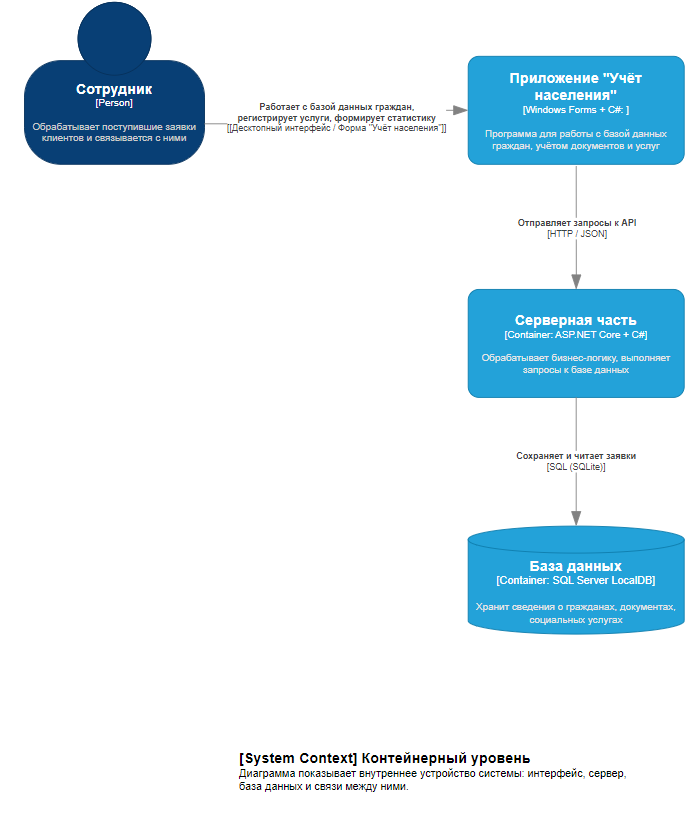 Сотрудник
[Person]
Обрабатывает поступившие заявки
клиентов и связывается с ними
Работает с базой данных граждан,
регистрирует услуги, формирует статистику
[[Десктопный интерфейс / Форма "Учёт населения"]]
Приложение "Учёт
населения"
[Windows Forms + C#: ]
Программа для работы с базой данных
граждан, учётом документов и услуг
Отправляет запросы к API
[HTTP / JSON]
Серверная часть
[Container: ASP.NET Core + C#]
Обрабатывает бизнес-логику, выполняет
запросы к базе данных
Сохраняет и читает заявки
[SQL (SQLite)]
База данных
[Container: SQL Server LocalDB]
Хранит сведения о гражданах, документах,
социальных услугах
[System Context] Контейнерный уровень
Диаграмма показывает внутреннее устройство системы: интерфейс, сервер,
база данных и связи между ними.